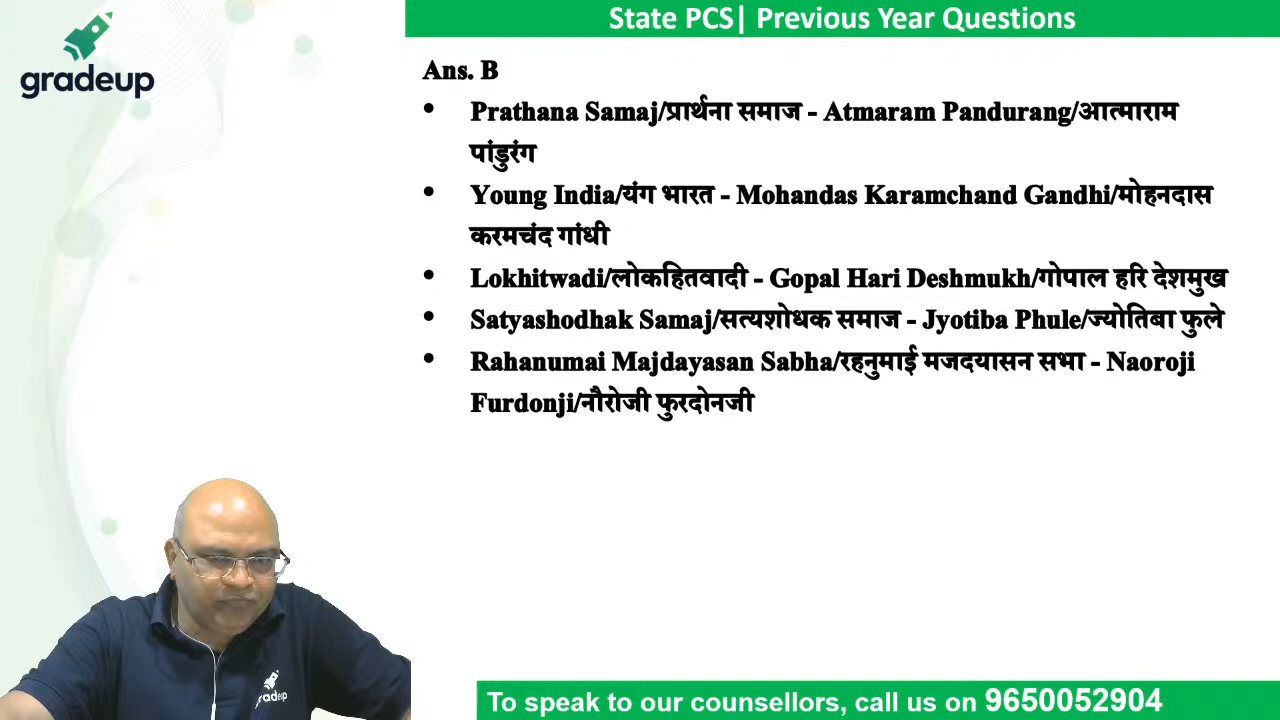 State PCS| Previous Year Questions
gradeup
Ans. B
• Prathana Samaj/प्रार्थना समाज - Atmaram Pandurang/आत्माराम
पांडुरंग
• Young India/यंग भारत - Mohandas Karamchand Gandhi/मोहनदास
करमचंद गांधी
• Lokhitwadi/लोकहितवादी - Gopal Hari Deshmukh/गोपाल हरि देशमुख
• Satyashodhak Samaj/सत्यशोधक समाज - Jyotiba Phule/ज्योतिबा फुले
• Rahanumai Majdayasan Sabha/रहनुमाई मजदयासन सभा - Naoroji
Furdonji/नौरोजी फुरदोनजी
gradeup
To speak to our counsellors, call us on 9650052904